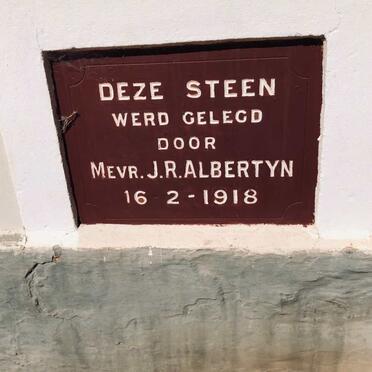 DEZE STEEN
WERD GELEGD
DOOR
MEVR. J.R. ALBERTYN
16 2 - 1918